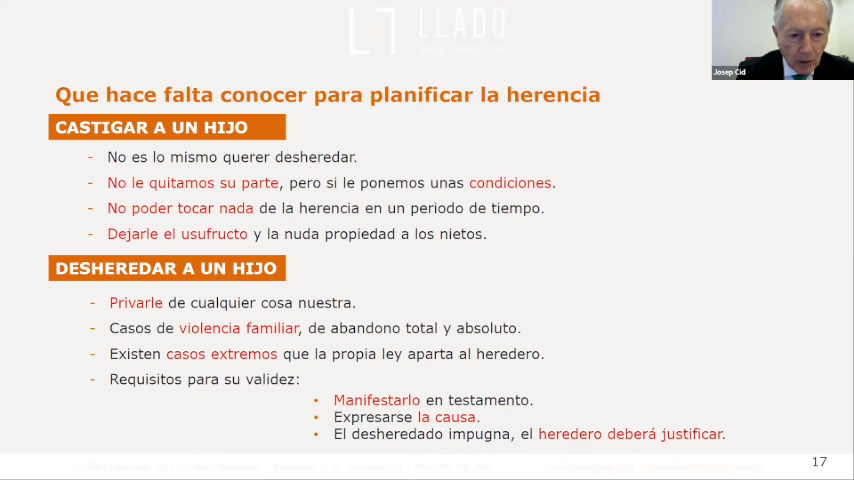 LLADO
Josep Cid
Que hace falta conocer para planificar la herencia
CASTIGAR A UN HIJO
- No es lo mismo querer desheredar.
- No le quitamos su parte, pero si le ponemos unas condiciones.
- No poder tocar nada de la herencia en un periodo de tiempo.
- Dejarle el usufructo y la nuda propiedad a los nietos.
DESHEREDAR A UN HIJO
- Privarle de cualquier cosa nuestra.
- Casos de violencia familiar, de abandono total y absoluto.
- Existen casos extremos que la propia ley aparta al heredero.
- Requisitos para su validez:
• Manifestarlo en testamento.
• Expresarse la causa.
• El desheredado impugna, el heredero deberá justificar.
17